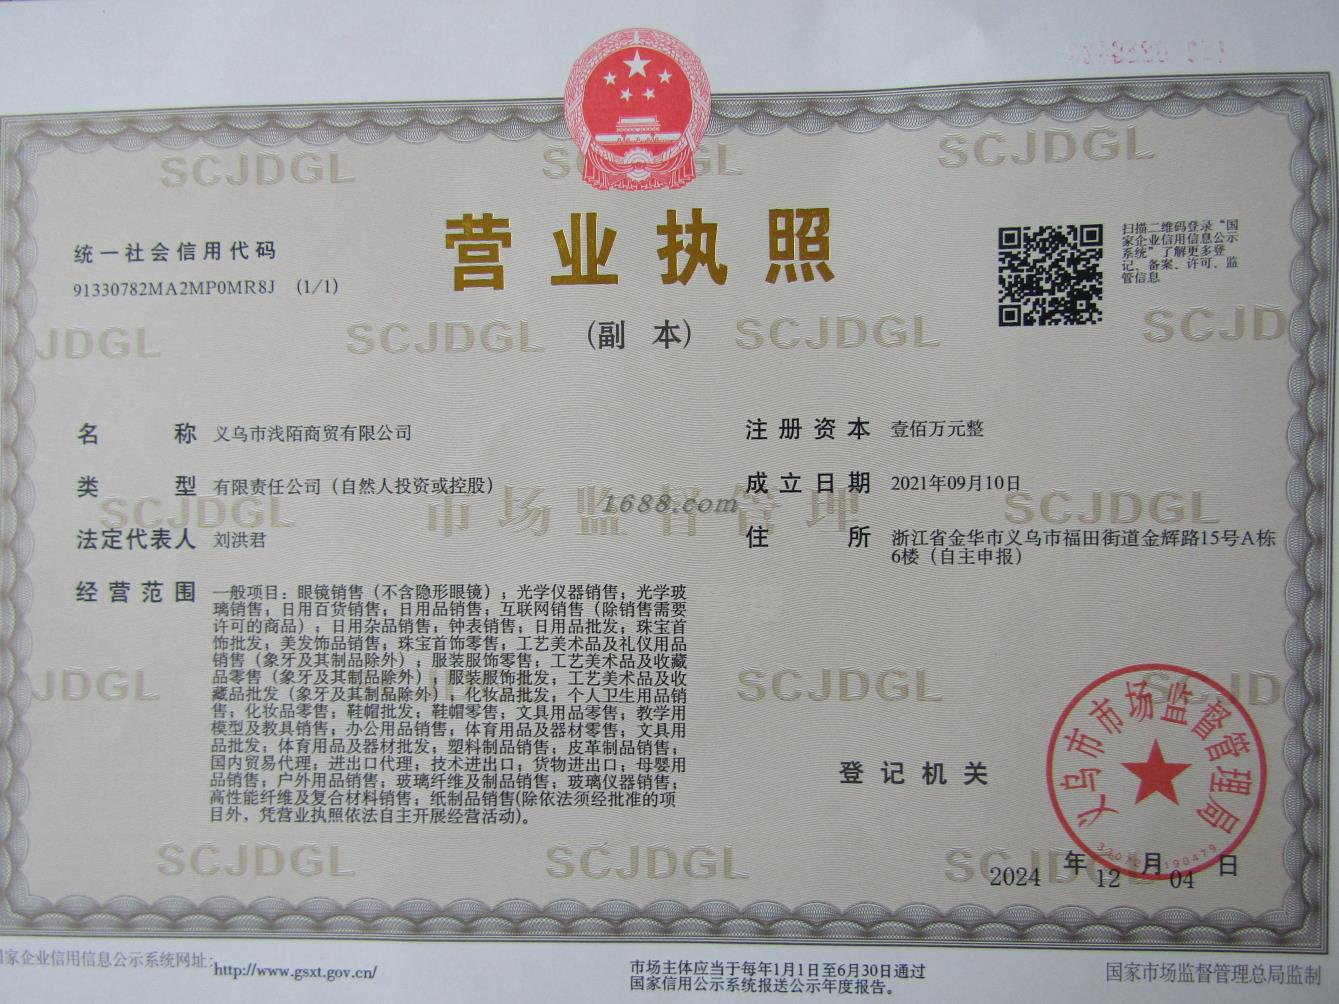 SCJDGL
SCJDGL
统一社会信用代码
91330782MA2MP0MR8J (1/1)
营业执照
(副 本)
扫描二维码登录“国
家企业信用信息公示
系统”了解更多登
记、备案、许可、监
管信息
JDGL SCJDGL SCJDGL SCJD
名 称 义乌市浅陌商贸有限公司
类 型 有限责任公司（自然人投资或控股）
法定代表人 刘洪君
经营范围 一般项目：眼镜销售（不含隐形眼镜）；光学仪器销售；光学玻
璃销售；日用百货销售；日用品销售；互联网销售（除销售需要
许可的商品）；日用杂品销售；钟表销售；日用品批发；珠宝首
饰批发；美发饰品销售；珠宝首饰零售；工艺美术品及礼仪用品
销售（象牙及其制品除外）；服装服饰零售；工艺美术品及收藏
品零售（象牙及其制品除外）；服装服饰批发；工艺美术品及收
藏品批发（象牙及其制品除外）；化妆品批发；个人卫生用品销
售；化妆品零售；鞋帽批发；鞋帽零售；文具用品零售；教学用
模型及教具销售；办公用品销售；体育用品及器材零售；文具用
品批发；体育用品及器材批发；塑料制品销售；皮革制品销售；
国内贸易代理；进出口代理；技术进出口；货物进出口；母婴用
品销售；户外用品销售；玻璃纤维及制品销售；玻璃仪器销售；
高性能纤维及复合材料销售；纸制品销售(除依法须经批准的项
目外，凭营业执照依法自主开展经营活动)。
注册资本 壹佰万元整
成立日期 2021年09月10日
住 所 浙江省金华市义乌市福田街道金辉路15号A栋
6楼（自主申报）
SCJDGL 市场监督管理 SCJDGL
1688.com
JDGL SCJDGL SCJD
登记机关
义乌市市场监督管理局
2024 年 12 月 04 日
SCJDGL SCJDGL SCJDGL
国家企业信用信息公示系统网址：http://www.gsxt.gov.cn/
市场主体应当于每年1月1日至6月30日通过
国家信用公示系统报送公示年度报告。
国家市场监督管理总局监制